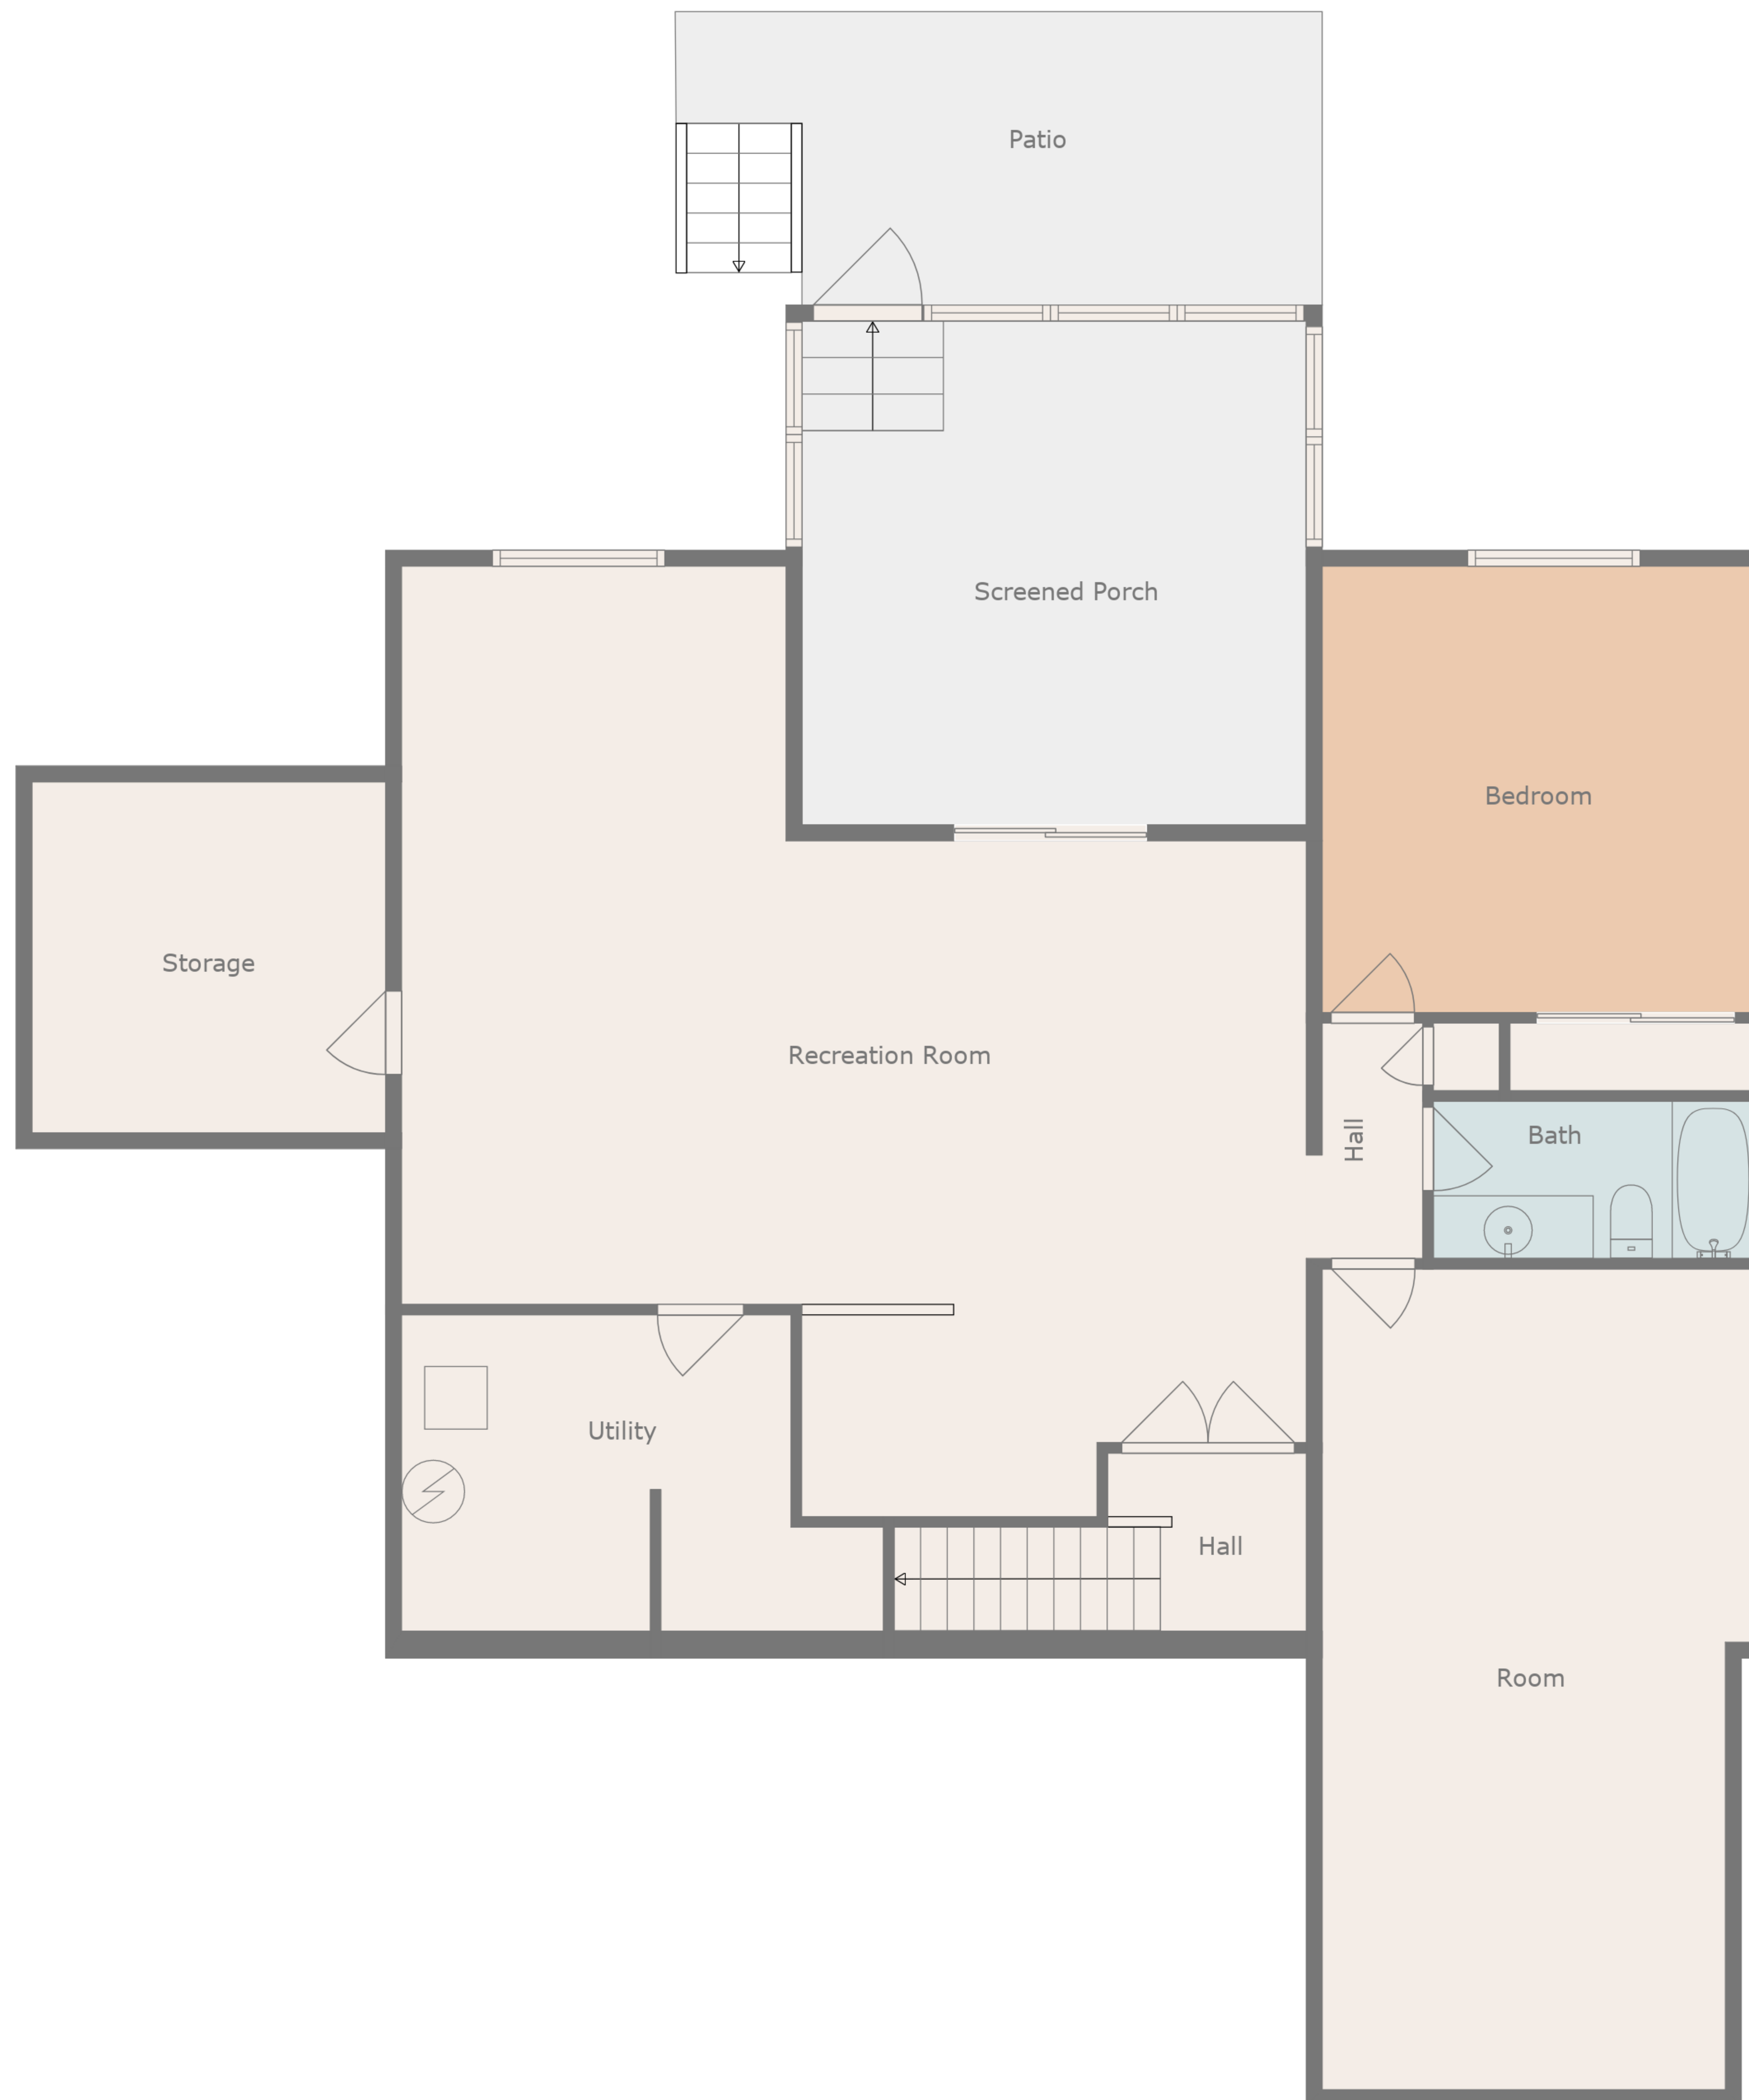 Patio
Screened Porch
Bedroom
Storage
Recreation Room
Hall
Bath
Utility
Hall
Room